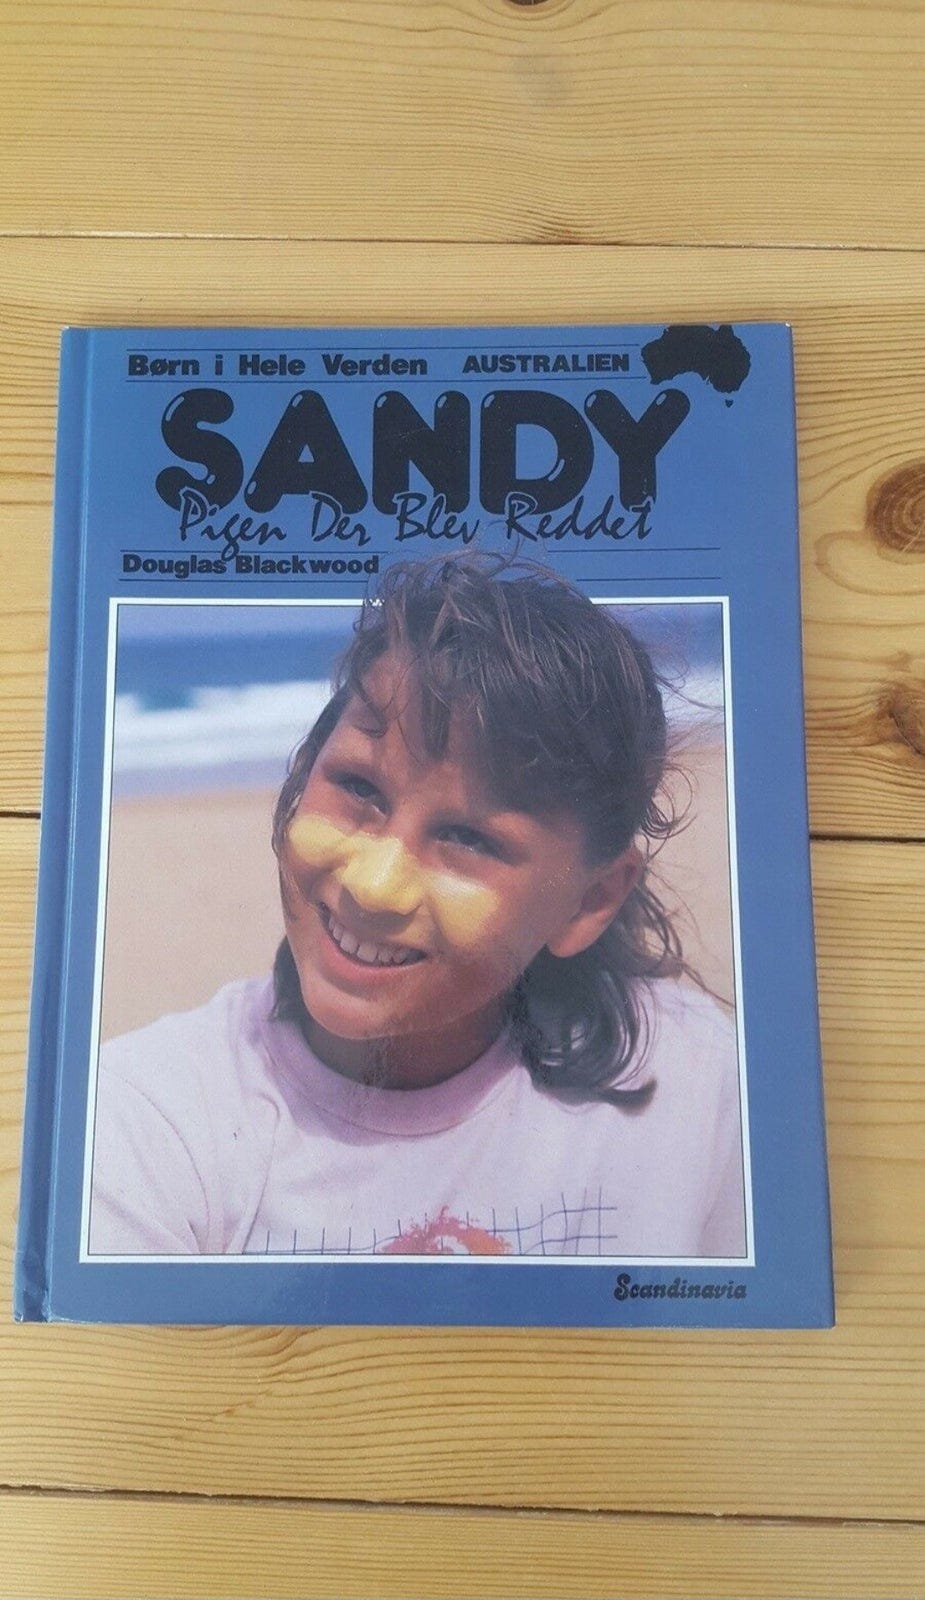 Børn i Hele Verden AUSTRALIEN
SANDY
Pigen Der Blev Reddet
Douglas Blackwood
Scandinavia